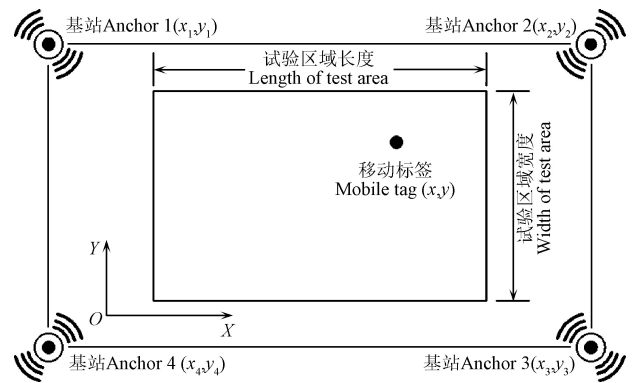 基站Anchor 1(x₁,y₁)
基站Anchor 2(x₂,y₂)
试验区域长度
Length of test area
移动标签
Mobile tag (x,y)
试验区域宽度
Width of test area
Y
O
X
基站Anchor 4 (x₄,y₄)
基站Anchor 3(x₃,y₃)